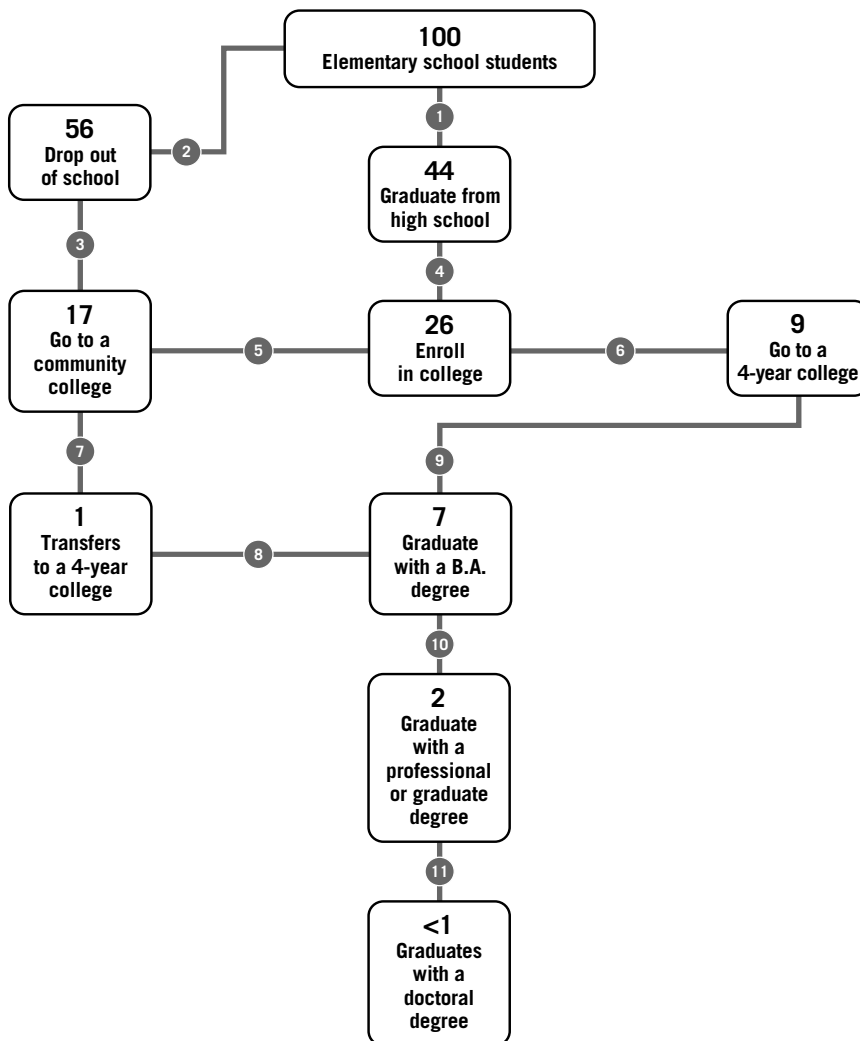 100
Elementary school students
1
56
Drop out
of school
2
44
Graduate from
high school
3
4
17
Go to a
community
college
5
26
Enroll
in college
6
9
Go to a
4-year college
7
9
1
Transfers
to a 4-year
college
8
7
Graduate
with a B.A.
degree
10
2
Graduate
with a
professional
or graduate
degree
11
<1
Graduates
with a
doctoral
degree